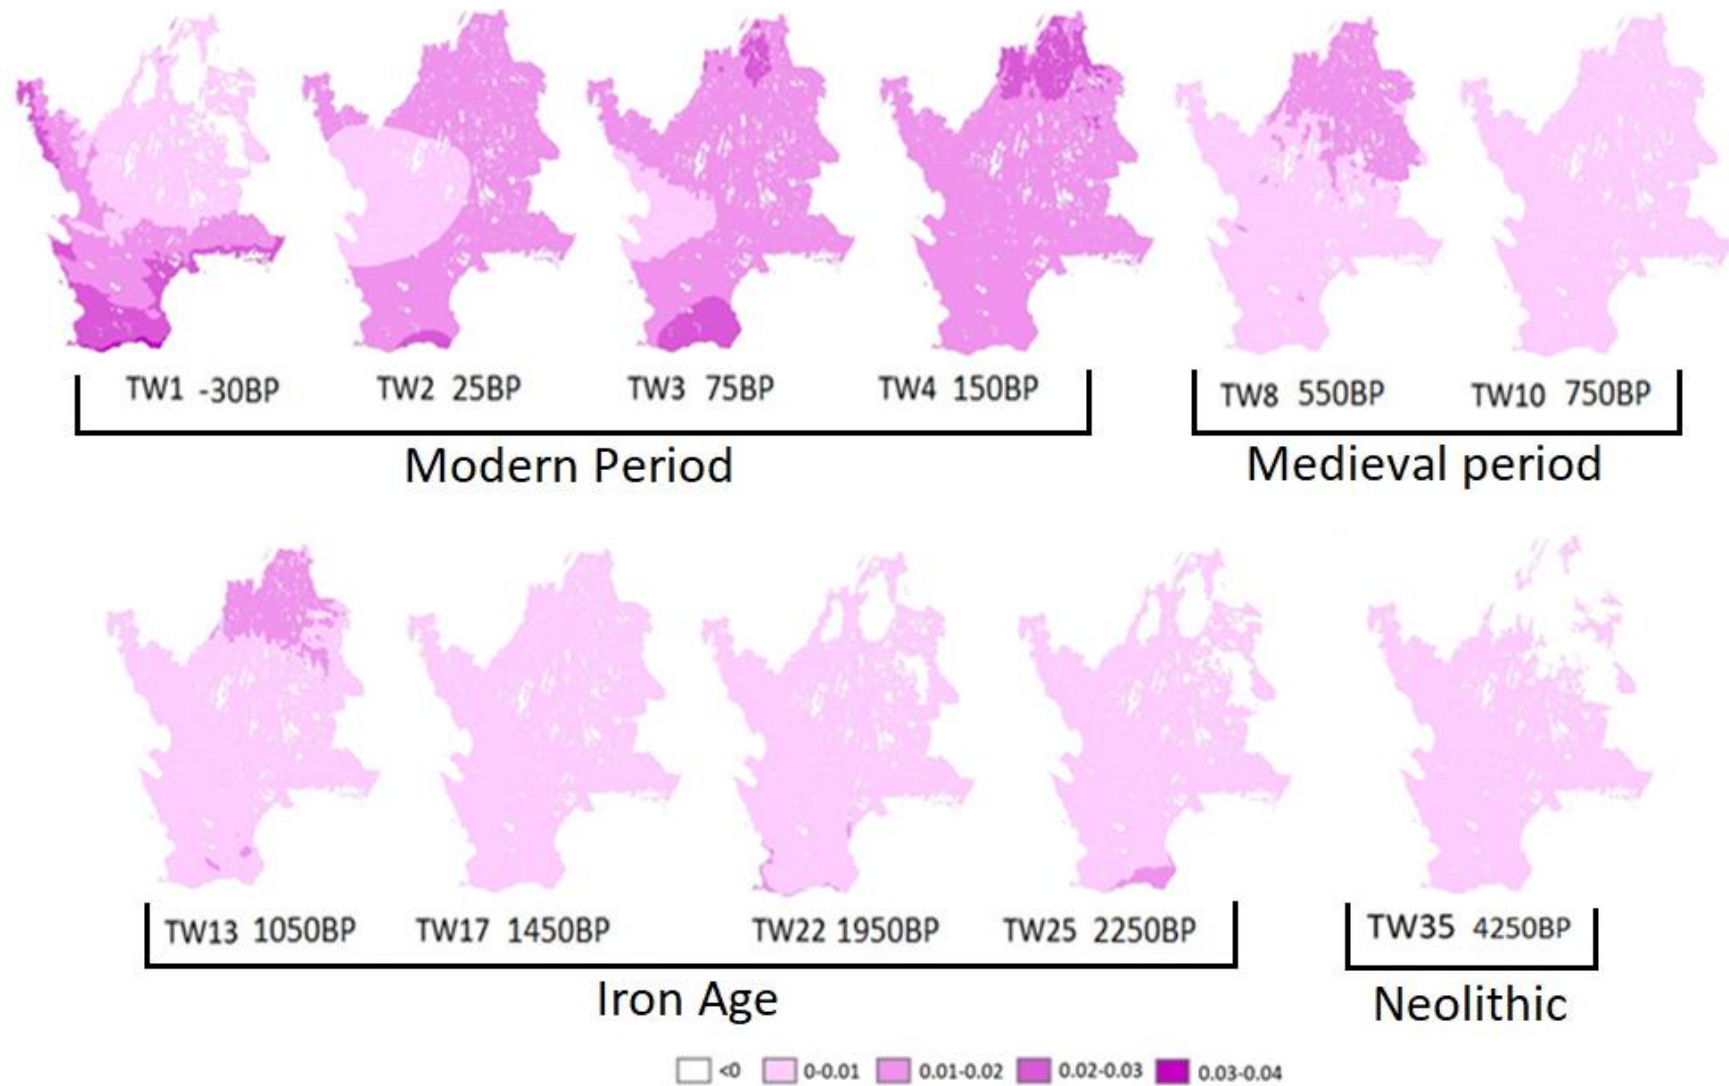 TW1 -30BP TW2 25BP TW3 75BP TW4 150BP TW8 550BP TW10 750BP
Modern Period Medieval period
TW13 1050BP TW17 1450BP TW22 1950BP TW25 2250BP TW35 4250BP
Iron Age Neolithic
<0 0-0.01 0.01-0.02 0.02-0.03 0.03-0.04